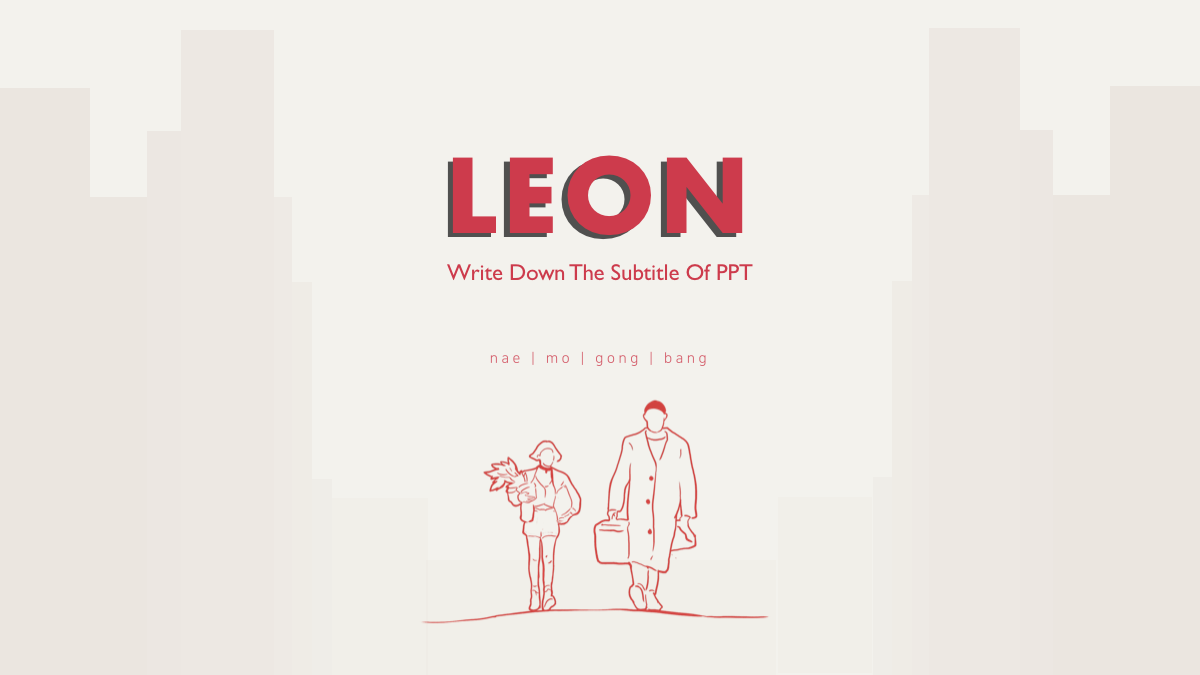 LEON
Write Down The Subtitle Of PPT
nae | mo | gong | bang